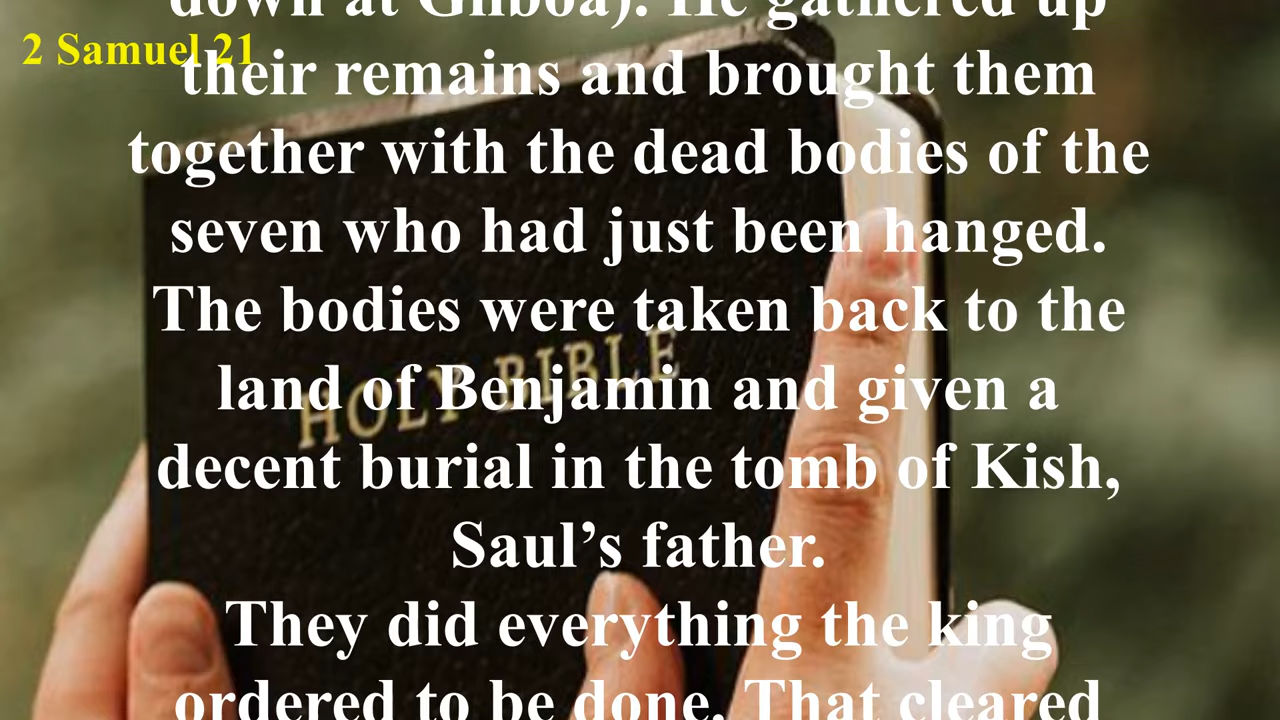 down at Gilboa). He gathered up
2 Samuel 21
their remains and brought them
together with the dead bodies of the
seven who had just been hanged.
The bodies were taken back to the
HOLY BIBLE
land of Benjamin and given a
decent burial in the tomb of Kish,
Saul’s father.
They did everything the king
ordered to be done. That cleared